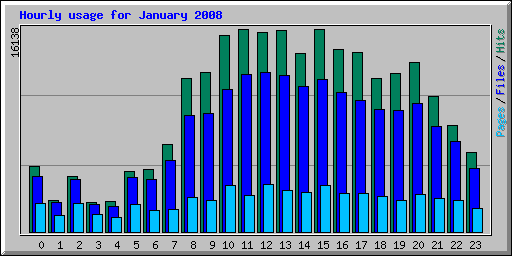 Hourly usage for January 2008
16138
Pages/Files/Hits
0 1 2 3 4 5 6 7 8 9 10 11 12 13 14 15 16 17 18 19 20 21 22 23